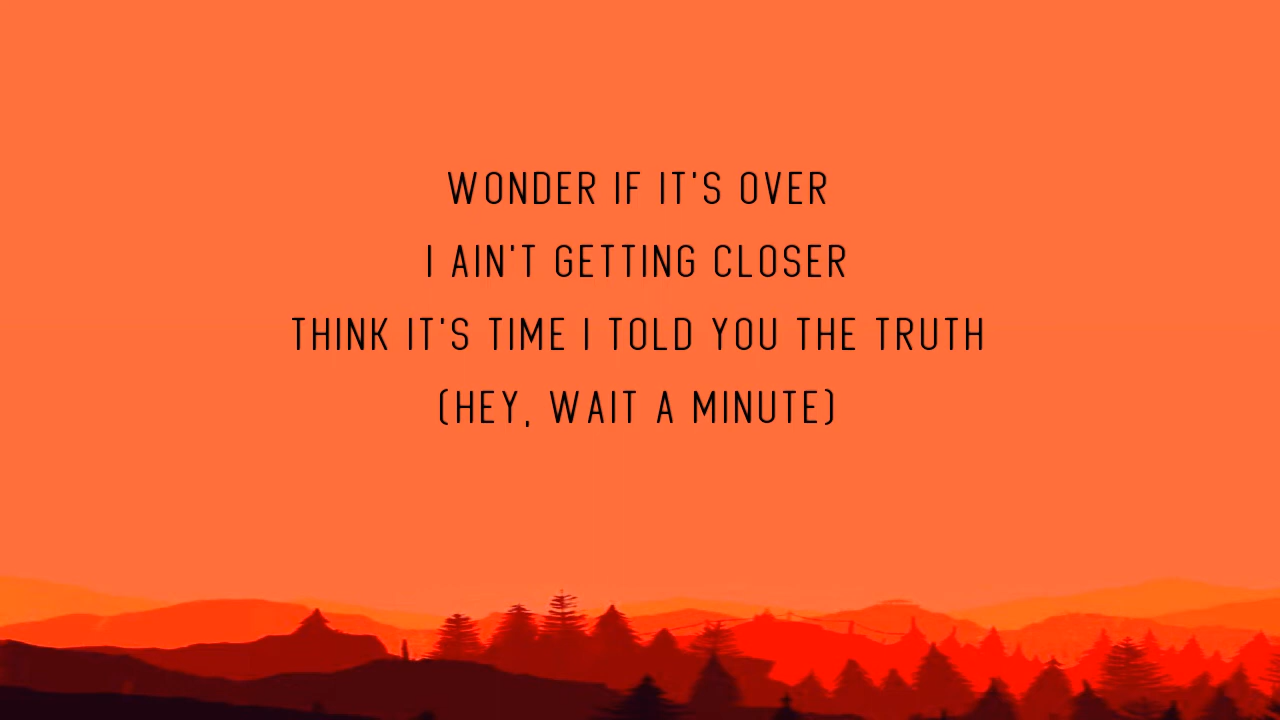 WONDER IF IT'S OVER
I AIN'T GETTING CLOSER
THINK IT'S TIME I TOLD YOU THE TRUTH
(HEY, WAIT A MINUTE)